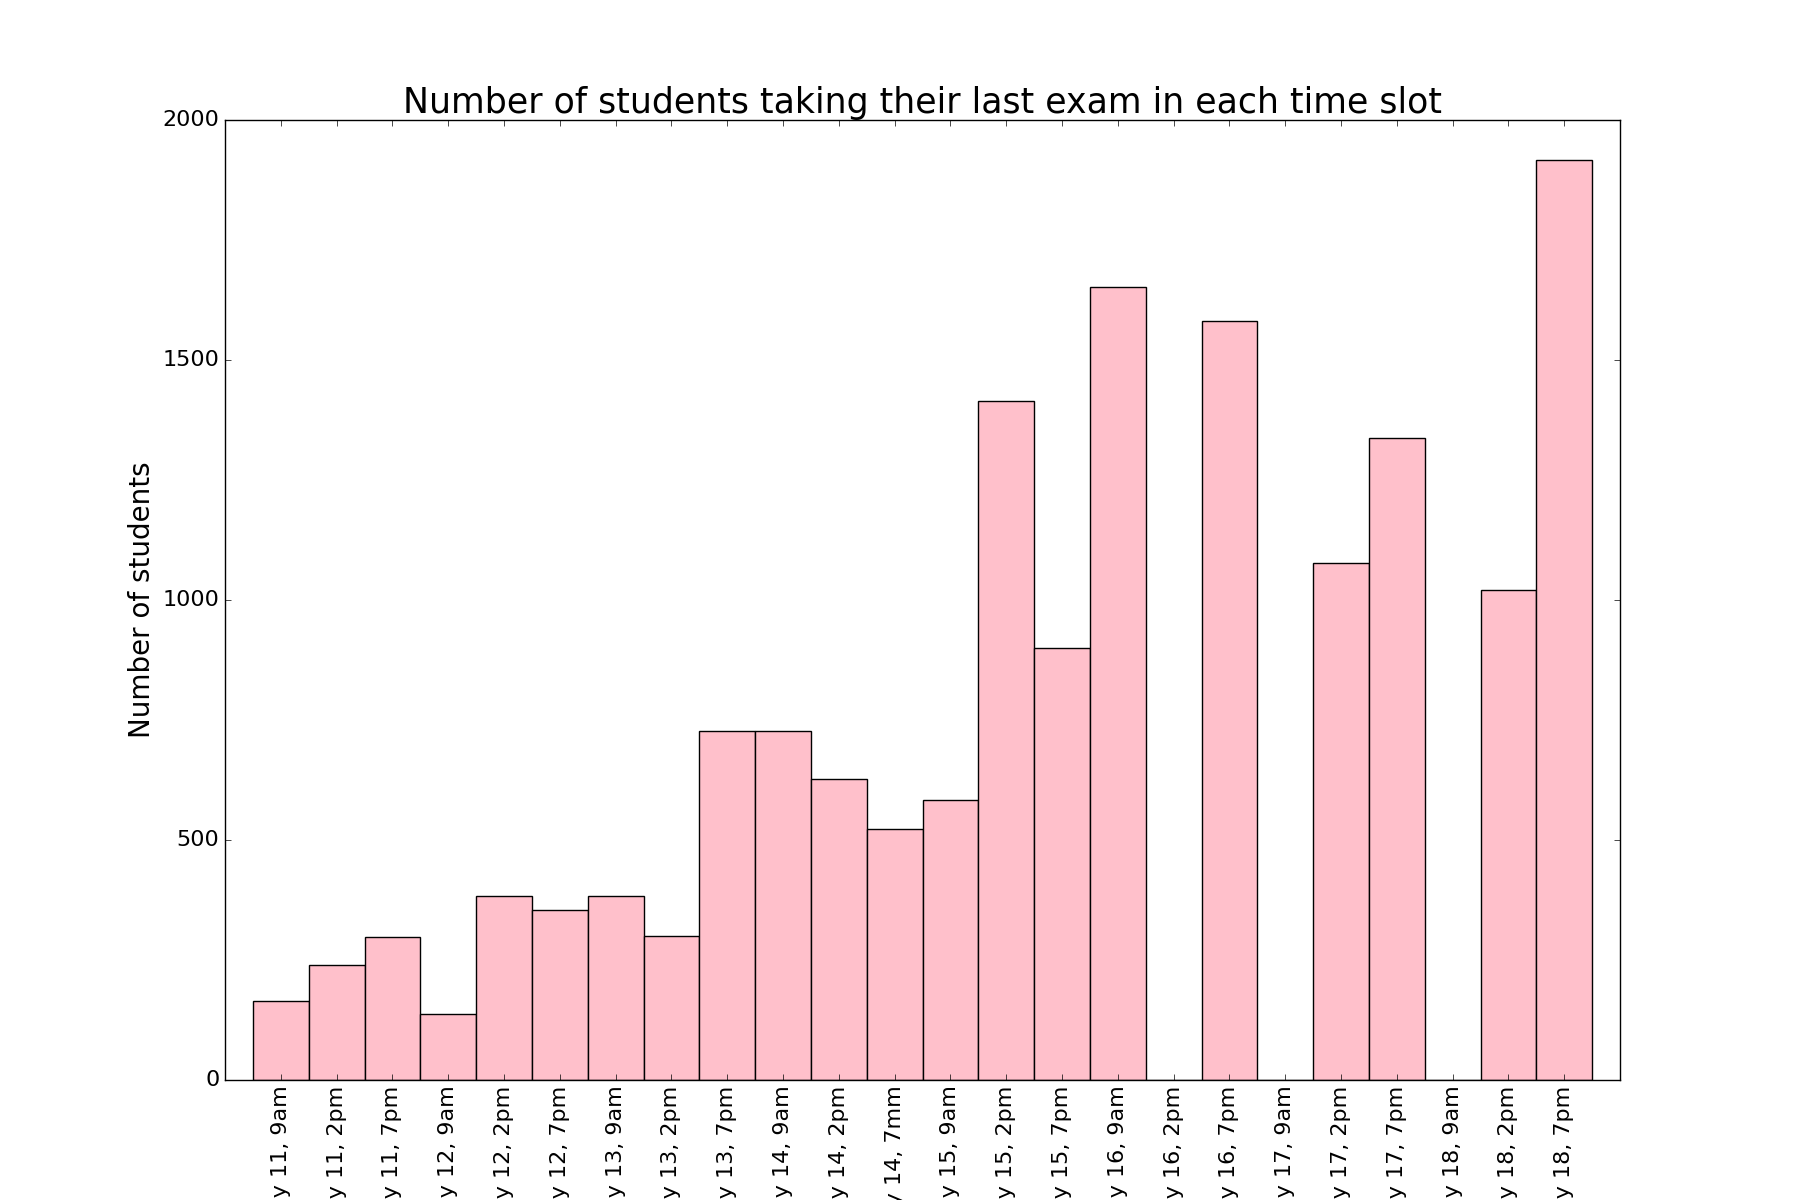 Number of students taking their last exam in each time slot
Number of students
2000
1500
1000
500
0
y 11, 9am
y 11, 2pm
y 11, 7pm
y 12, 9am
y 12, 2pm
y 12, 7pm
y 13, 9am
y 13, 2pm
y 13, 7pm
y 14, 9am
y 14, 2pm
y 14, 7mm
y 15, 9am
y 15, 2pm
y 15, 7pm
y 16, 9am
y 16, 2pm
y 16, 7pm
y 17, 9am
y 17, 2pm
y 17, 7pm
y 18, 9am
y 18, 2pm
y 18, 7pm